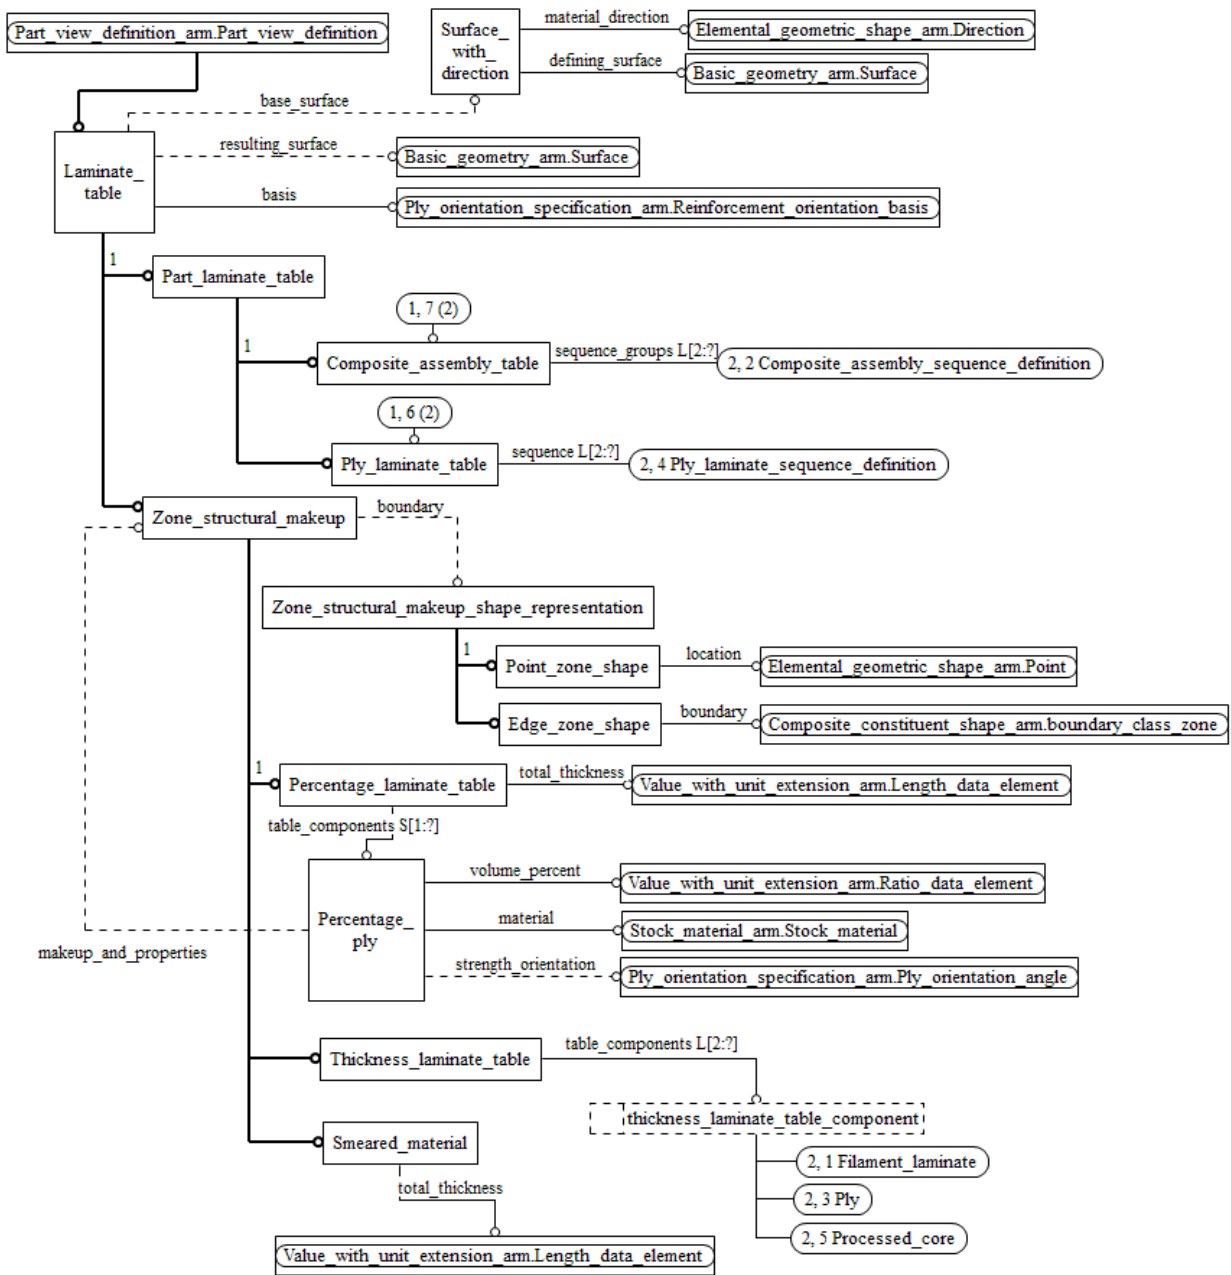 Part_view_definition_arm.Part_view_definition
Surface_
with_
direction
material_direction
Elemental_geometric_shape_arm.Direction
defining_surface
Basic_geometry_arm.Surface
base_surface
Laminate_
table
resulting_surface
Basic_geometry_arm.Surface
basis
Ply_orientation_specification_arm.Reinforcement_orientation_basis
1
Part_laminate_table
1, 7 (2)
1
Composite_assembly_table
sequence_groups L[2:?]
2, 2 Composite_assembly_sequence_definition
1, 6 (2)
Ply_laminate_table
sequence L[2:?]
2, 4 Ply_laminate_sequence_definition
Zone_structural_makeup
boundary
Zone_structural_makeup_shape_representation
1
Point_zone_shape
location
Elemental_geometric_shape_arm.Point
Edge_zone_shape
boundary
Composite_constituent_shape_arm.boundary_class_zone
1
Percentage_laminate_table
total_thickness
Value_with_unit_extension_arm.Length_data_element
table_components S[1:?]
Percentage_
ply
volume_percent
Value_with_unit_extension_arm.Ratio_data_element
material
Stock_material_arm.Stock_material
strength_orientation
Ply_orientation_specification_arm.Ply_orientation_angle
makeup_and_properties
Thickness_laminate_table
table_components L[2:?]
thickness_laminate_table_component
2, 1 Filament_laminate
2, 3 Ply
2, 5 Processed_core
Smeared_material
total_thickness
Value_with_unit_extension_arm.Length_data_element